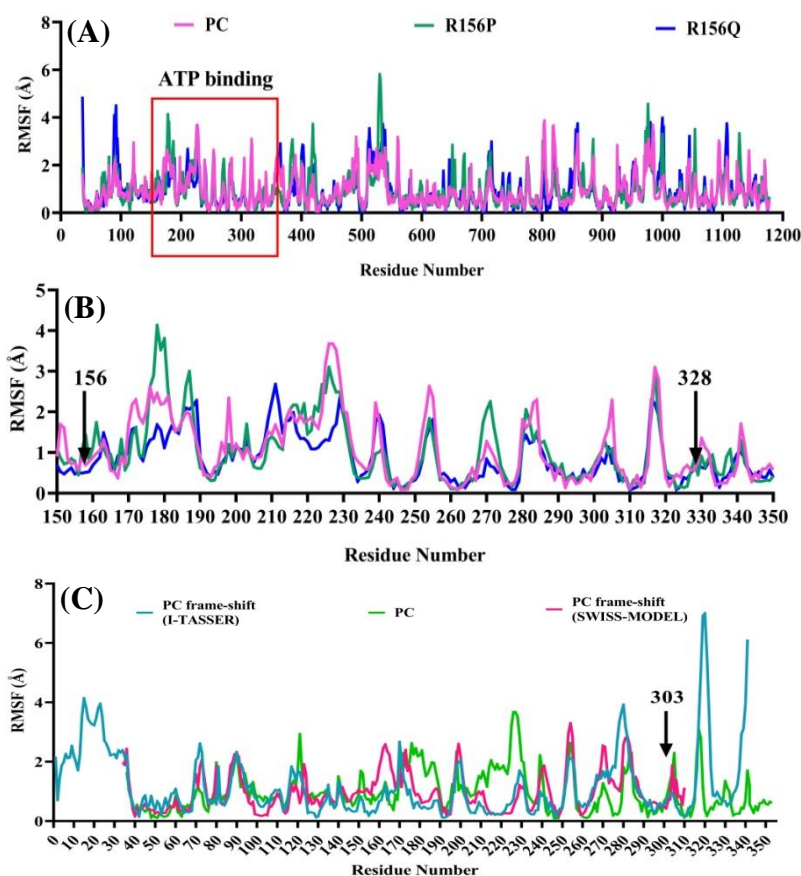 (A)
PC R156P R156Q
ATP binding
RMSF (Å)
8
6
4
2
0
0 100 200 300 400 500 600 700 800 900 1000 1100 1200
Residue Number
(B)
RMSF (Å)
5
4
3
2
1
0
156
328
150 160 170 180 190 200 210 220 230 240 250 260 270 280 290 300 310 320 330 340 350
Residue Number
(C)
PC frame-shift
(I-TASSER)
PC
PC frame-shift
(SWISS-MODEL)
RMSF (Å)
8
6
4
2
0
303
0 10 20 30 40 50 60 70 80 90 100 110 120 130 140 150 160 170 180 190 200 210 220 230 240 250 260 270 280 290 300 310 320 330 340 350
Residue Number